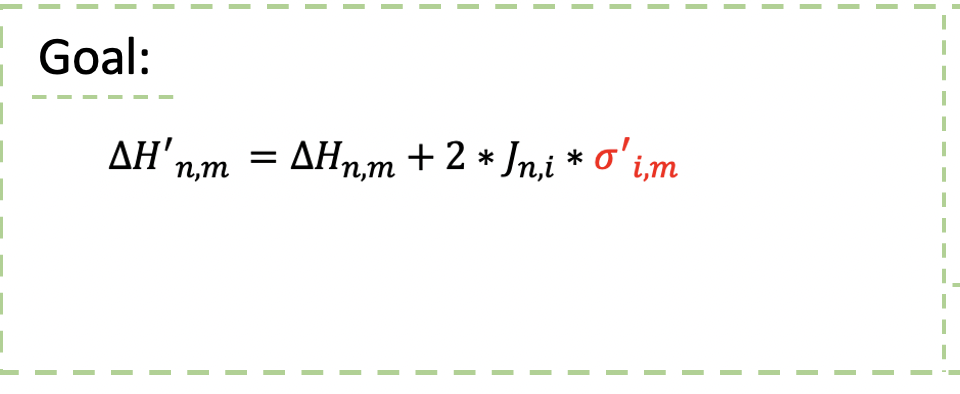 Goal:
ΔH′n,m = ΔHn,m + 2 * Jn,i * σ′i,m